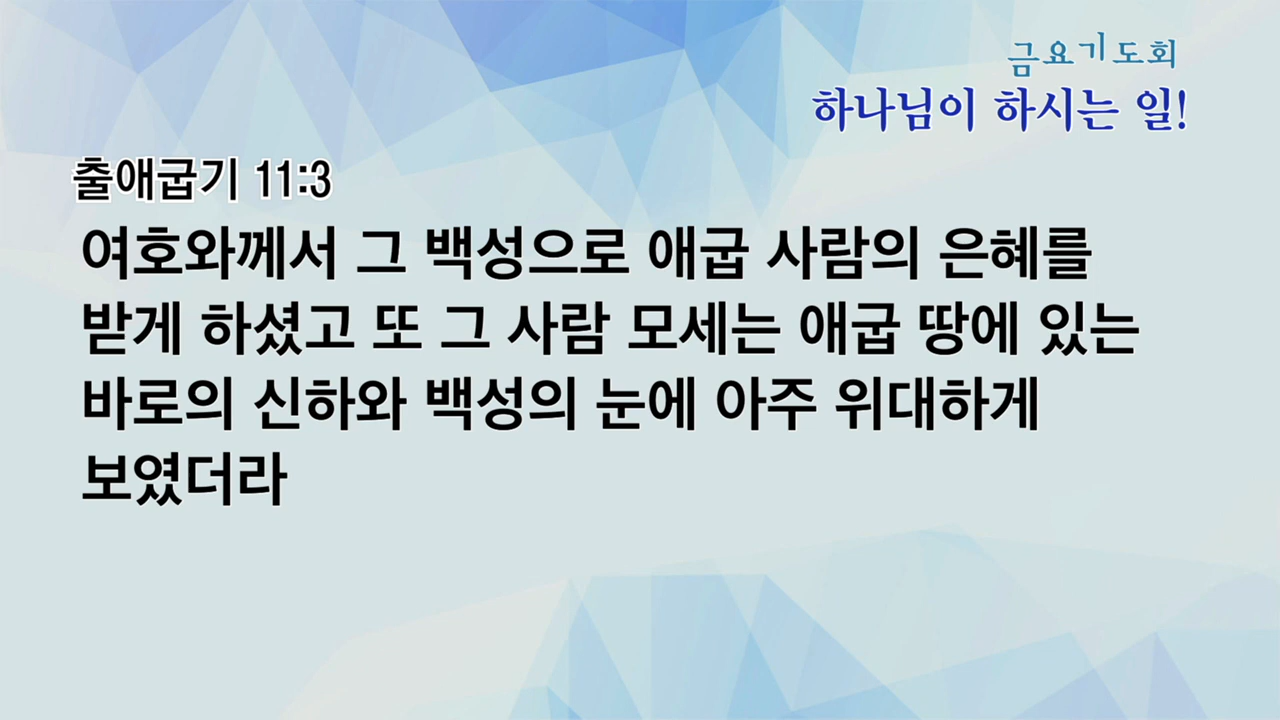 금요기도회
하나님이 하시는 일!
출애굽기 11:3
여호와께서 그 백성으로 애굽 사람의 은혜를
받게 하셨고 또 그 사람 모세는 애굽 땅에 있는
바로의 신하와 백성의 눈에 아주 위대하게
보였더라